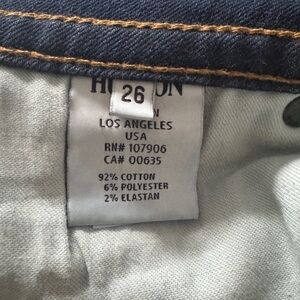 26
LOS ANGELES
USA
RN# 107906
CA# 00635
92% COTTON
6% POLYESTER
2% ELASTAN